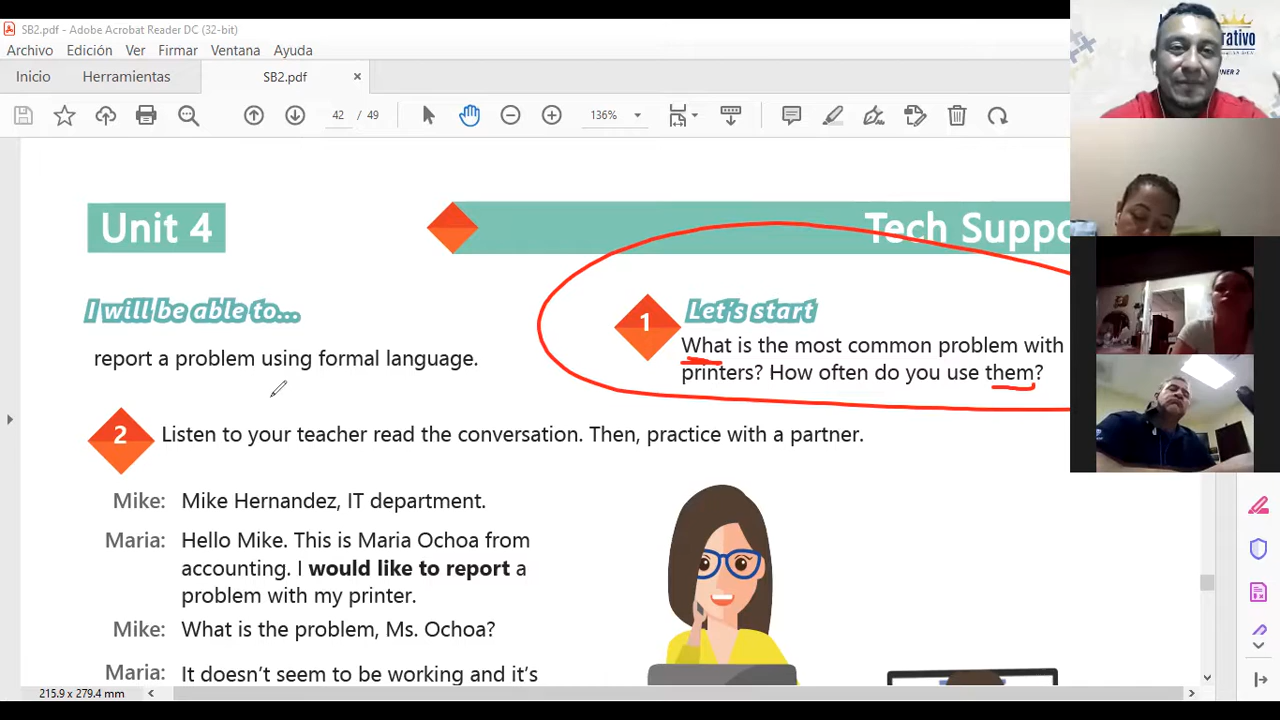 SB2.pdf - Adobe Acrobat Reader DC (32-bit)
Archivo Edición Ver Firmar Ventana Ayuda
Inicio Herramientas SB2.pdf ×
42 / 49 136%
rativo
NER 2
Unit 4
Tech Suppo
I will be able to...
report a problem using formal language.
1 Let's start
What is the most common problem with
printers? How often do you use them?
2 Listen to your teacher read the conversation. Then, practice with a partner.
Mike: Mike Hernandez, IT department.
Maria: Hello Mike. This is Maria Ochoa from
accounting. I would like to report a
problem with my printer.
Mike: What is the problem, Ms. Ochoa?
Maria: It doesn't seem to be working and it's
215.9 x 279.4 mm